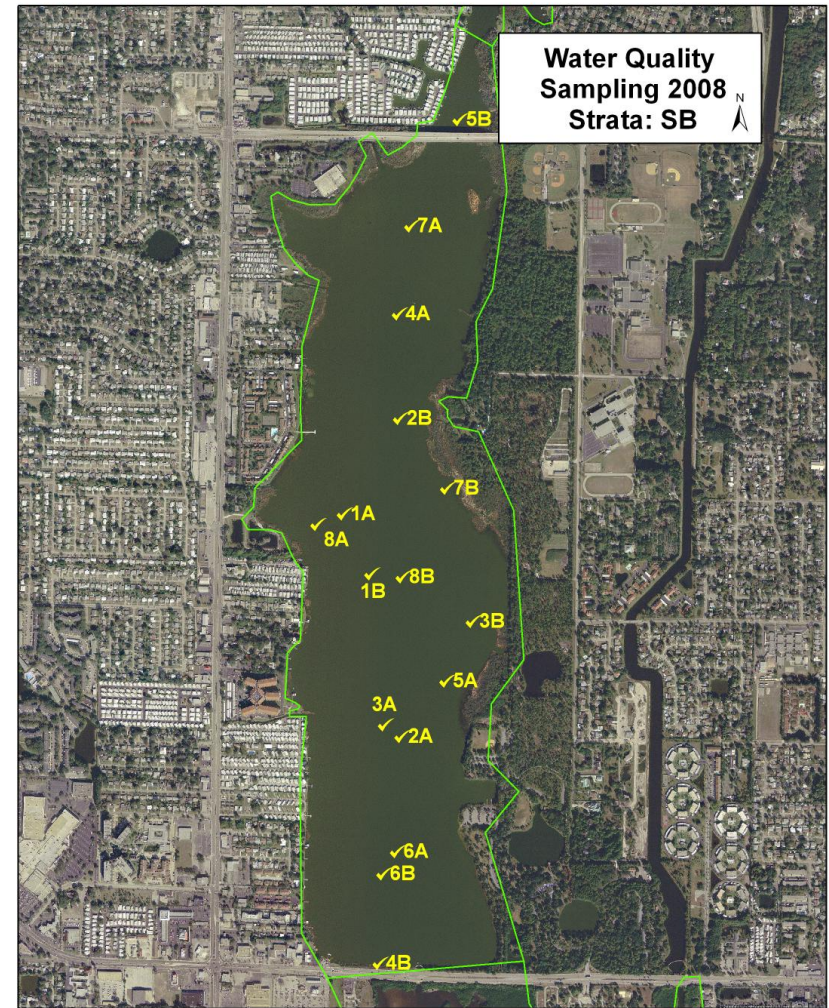 Water Quality
Sampling 2008
Strata: SB
N
✓5B
✓7A
✓4A
✓2B
✓7B
✓1A
✓
8A
✓
1B
✓8B
✓3B
✓5A
3A
✓
✓2A
✓6A
✓6B
✓4B